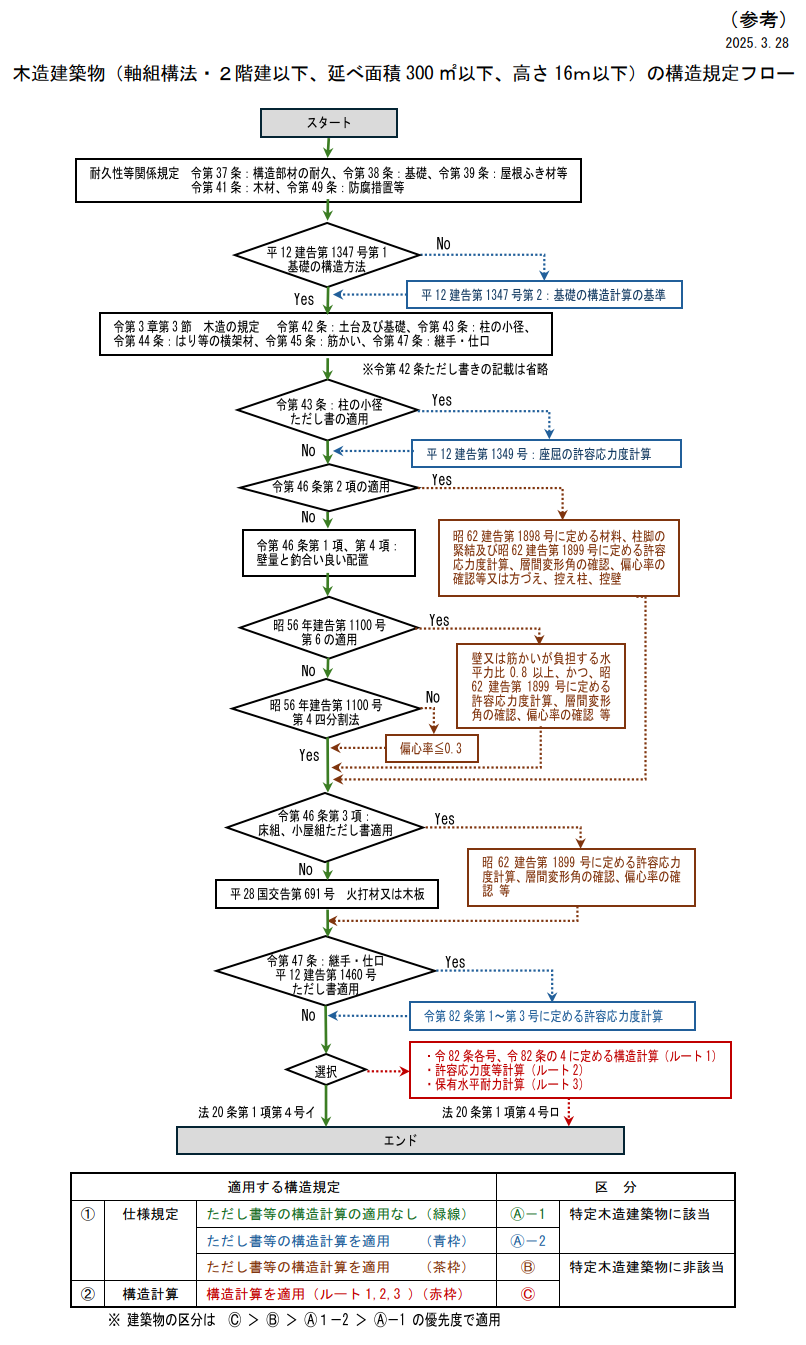 （参考）
2025.3.28
木造建築物（軸組構法・２階建以下、延べ面積 300 ㎡以下、高さ 16ｍ以下）の構造規定フロー
スタート
耐久性等関係規定　令第 37 条：構造部材の耐久、令第 38 条：基礎、令第 39 条：屋根ふき材等
令第 41 条：木材、令第 49 条：防腐措置等
平 12 建告第 1347 号第 1
基礎の構造方法
No
平 12 建告第 1347 号第 2：基礎の構造計算の基準
Yes
令第 3 章第 3 節　木造の規定　令第 42 条：土台及び基礎、令第 43 条：柱の小径、
令第 44 条：はり等の横架材、令第 45 条：筋かい、令第 47 条：継手・仕口
※令第 42 条ただし書きの記載は省略
令第 43 条：柱の小径
ただし書の適用
Yes
平 12 建告第 1349 号：座屈の許容応力度計算
No
令第 46 条第 2 項の適用
Yes
No
昭 62 建告第 1898 号に定める材料、柱脚の
緊結及び昭 62 建告第 1899 号に定める許容
応力度計算、層間変形角の確認、偏心率の
確認等又は方づえ、控え柱、控壁
令第 46 条第 1 項、第 4 項：
壁量と釣合い良い配置
昭 56 年建告第 1100 号
第 6 の適用
Yes
No
壁又は筋かいが負担する水
平力比 0.8 以上、かつ、昭
62 建告第 1899 号に定める
許容応力度計算、層間変形
角の確認、偏心率の確認 等
昭 56 年建告第 1100 号
第 4 四分割法
No
偏心率≦0.3
Yes
令第 46 条第 3 項：
床組、小屋組ただし書適用
Yes
No
昭 62 建告第 1899 号に定める許容応力
度計算、層間変形角の確認、偏心率の確
認 等
平 28 国交告第 691 号　火打材又は木板
令第 47 条：継手・仕口
平 12 建告第 1460 号
ただし書適用
Yes
No
令第 82 条第 1～第 3 号に定める許容応力度計算
選択
・令 82 条各号、令 82 条の 4 に定める構造計算（ルート 1）
・許容応力度等計算（ルート 2）
・保有水平耐力計算（ルート 3）
法 20 条第 1 項第 4 号イ
法 20 条第 1 項第 4 号ロ
エンド
適用する構造規定　区　分
①　仕様規定　ただし書等の構造計算の適用なし（緑線）　Ⓐ－1　特定木造建築物に該当
ただし書等の構造計算を適用　（青枠）　Ⓐ－2
ただし書等の構造計算を適用　（茶枠）　Ⓑ　特定木造建築物に非該当
②　構造計算　構造計算を適用（ルート 1,2,3 ）（赤枠）　Ⓒ
※ 建築物の区分は　Ⓒ ＞ Ⓑ ＞ Ⓐ１－２ ＞ Ⓐ－1 の優先度で適用